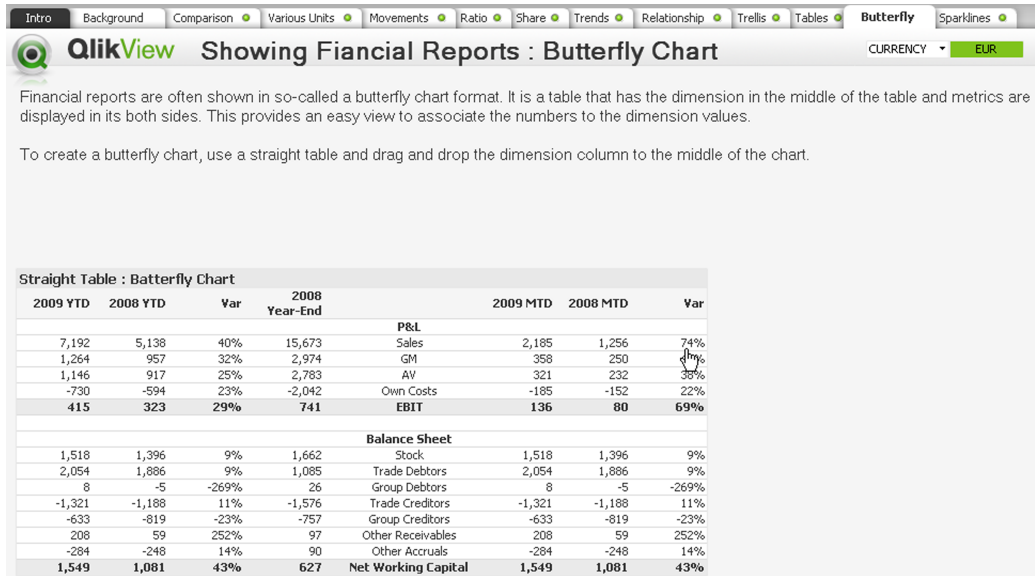 Intro Background Comparison Various Units Movements Ratio Share Trends Relationship Trellis Tables Butterfly Sparklines
QlikView Showing Fiancial Reports : Butterfly Chart CURRENCY EUR
Financial reports are often shown in so-called a butterfly chart format. It is a table that has the dimension in the middle of the table and metrics are
displayed in its both sides. This provides an easy view to associate the numbers to the dimension values.
To create a butterfly chart, use a straight table and drag and drop the dimension column to the middle of the chart.
Straight Table : Batterfly Chart
2009 YTD 2008 YTD Var 2008 Year-End 2009 MTD 2008 MTD Var
P&L
7,192 5,138 40% 15,673 Sales 2,185 1,256 74%
1,264 957 32% 2,974 GM 358 250 %
1,146 917 25% 2,783 AV 321 232 38%
-730 -594 23% -2,042 Own Costs -185 -152 22%
415 323 29% 741 EBIT 136 80 69%
Balance Sheet
1,518 1,396 9% 1,662 Stock 1,518 1,396 9%
2,054 1,886 9% 1,085 Trade Debtors 2,054 1,886 9%
8 -5 -269% 26 Group Debtors 8 -5 -269%
-1,321 -1,188 11% -1,576 Trade Creditors -1,321 -1,188 11%
-633 -819 -23% -757 Group Creditors -633 -819 -23%
208 59 252% 97 Other Receivables 208 59 252%
-284 -248 14% 90 Other Accruals -284 -248 14%
1,549 1,081 43% 627 Net Working Capital 1,549 1,081 43%